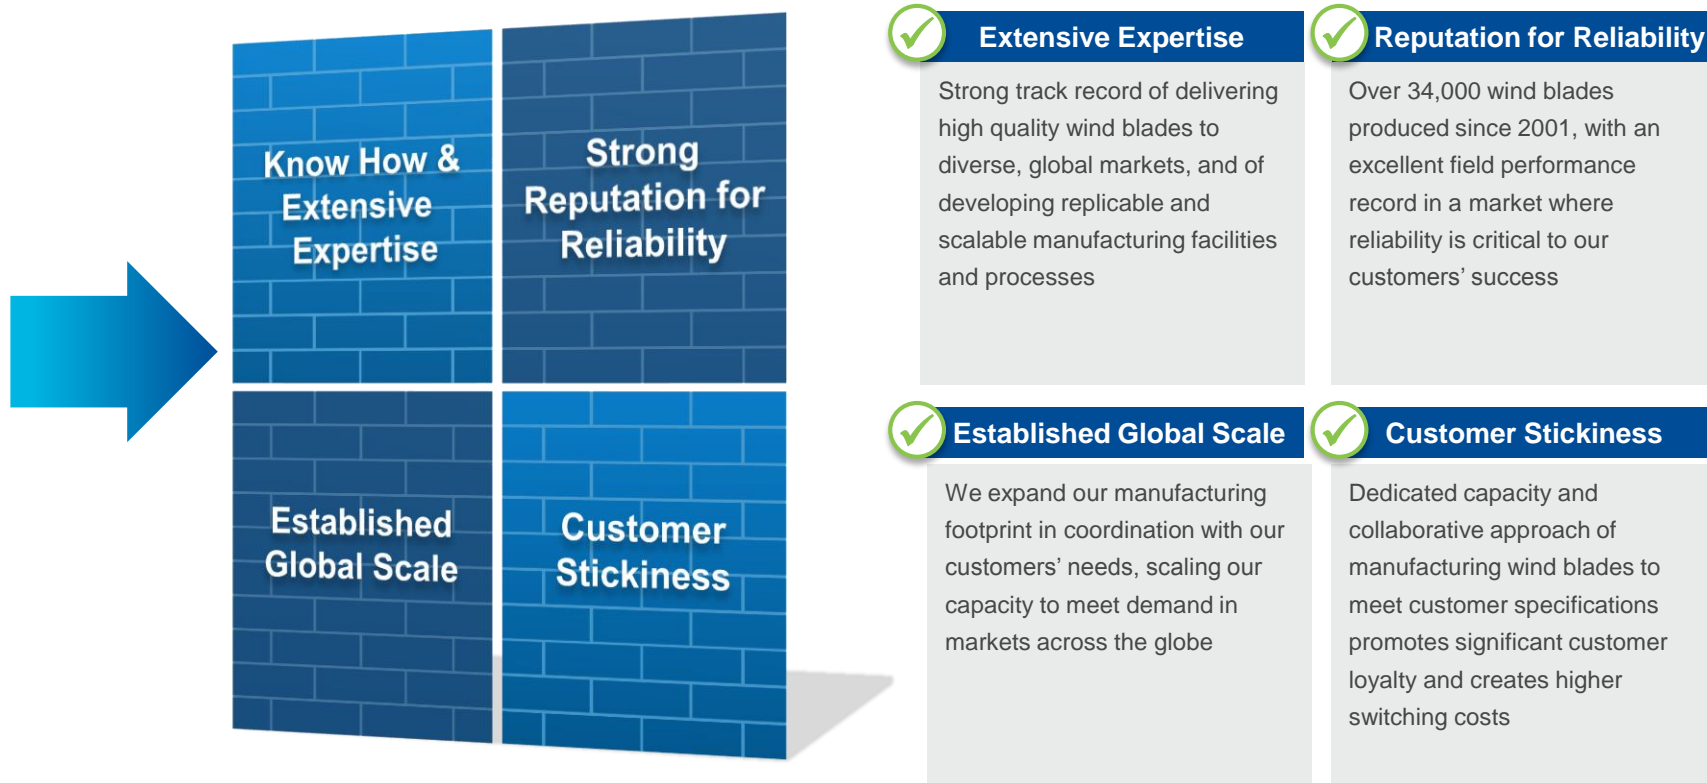 Know How &
Extensive
Expertise
Strong
Reputation for
Reliability
Established
Global Scale
Customer
Stickiness
Extensive Expertise
Strong track record of delivering
high quality wind blades to
diverse, global markets, and of
developing replicable and
scalable manufacturing facilities
and processes
Reputation for Reliability
Over 34,000 wind blades
produced since 2001, with an
excellent field performance
record in a market where
reliability is critical to our
customers’ success
Established Global Scale
We expand our manufacturing
footprint in coordination with our
customers’ needs, scaling our
capacity to meet demand in
markets across the globe
Customer Stickiness
Dedicated capacity and
collaborative approach of
manufacturing wind blades to
meet customer specifications
promotes significant customer
loyalty and creates higher
switching costs